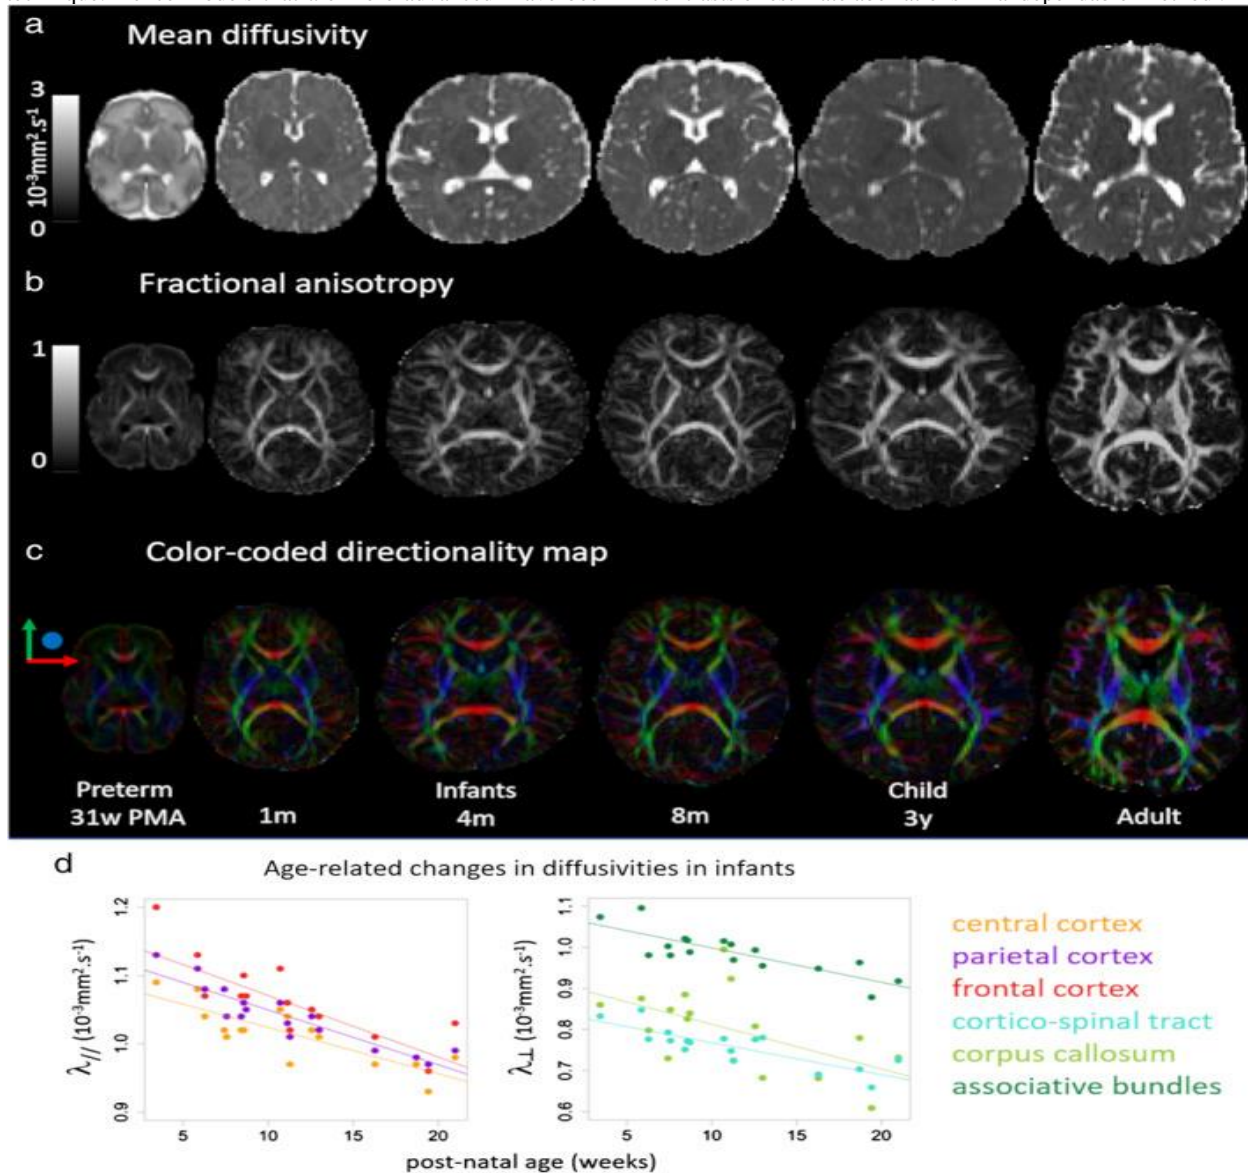 a
Mean diffusivity
3
10⁻³mm².s⁻¹
0
b
Fractional anisotropy
1
0
c
Color-coded directionality map
Preterm
31w PMA
1m
Infants
4m
8m
Child
3y
Adult
d
Age-related changes in diffusivities in infants
λ// (10⁻³mm².s⁻¹)
1.2
1.1
1.0
0.9
5 10 15 20
λ⊥ (10⁻³mm².s⁻¹)
1.1
1.0
0.9
0.8
0.7
0.6
5 10 15 20
post-natal age (weeks)
central cortex
parietal cortex
frontal cortex
cortico-spinal tract
corpus callosum
associative bundles